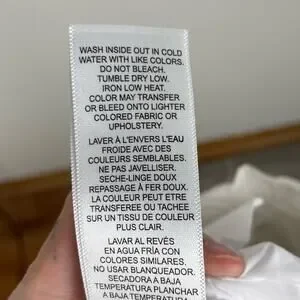 WASH INSIDE OUT IN COLD
WATER WITH LIKE COLORS.
DO NOT BLEACH.
TUMBLE DRY LOW.
IRON LOW HEAT.
COLOR MAY TRANSFER
OR BLEED ONTO LIGHTER
COLORED FABRIC OR
UPHOLSTERY.
LAVER À L'ENVERS L'EAU
FROIDE AVEC DES
COULEURS SEMBLABLES.
NE PAS JAVELLISER.
SECHE-LINGE DOUX
REPASSAGE À FER DOUX.
LA COULEUR PEUT ETRE
TRANSFEREE OU TACHEE
SUR UN TISSU DE COULEUR
PLUS CLAIR.
LAVAR AL REVÉS
EN AGUA FRÍA CON
COLORES SIMILARES.
NO USAR BLANQUEADOR.
SECADORA A BAJA
TEMPERATURA PLANCHAR
A BAJA TEMPERATURA